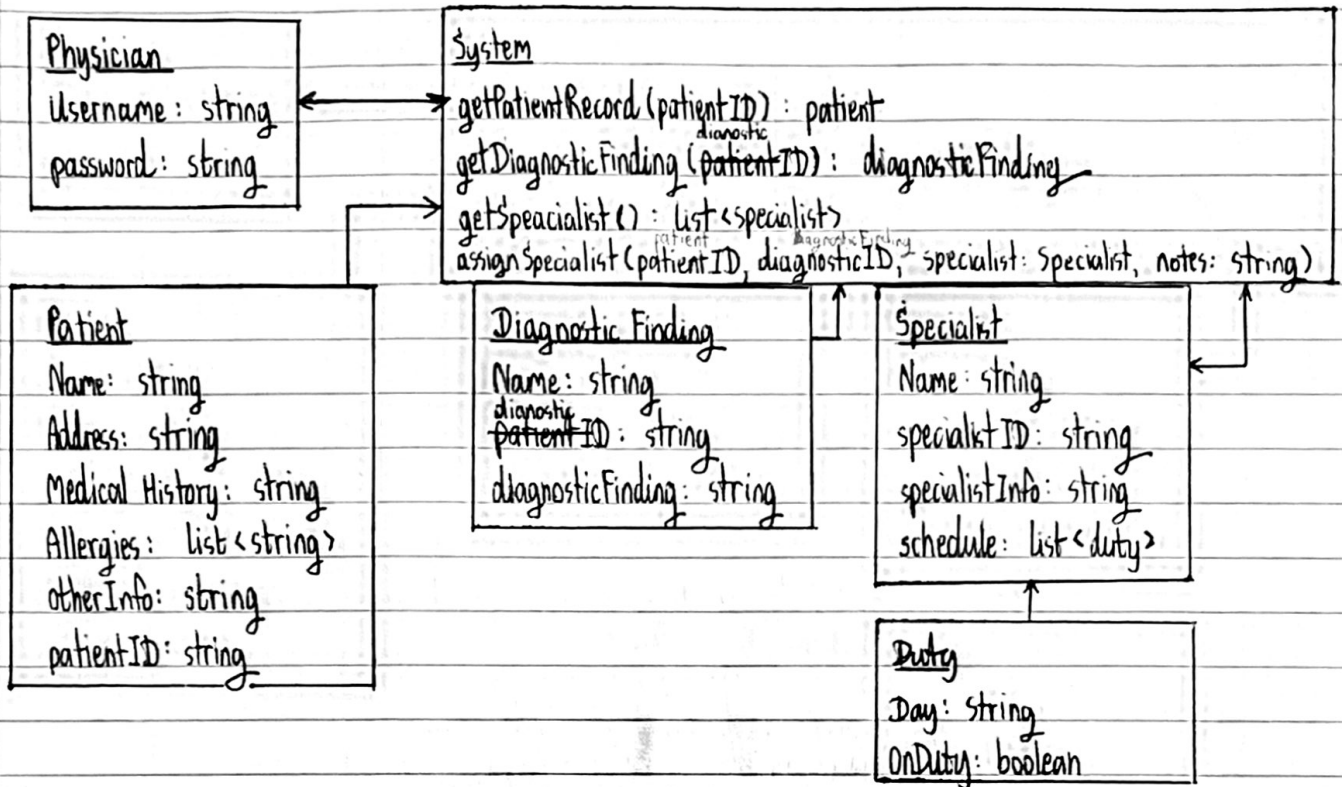 Physician
Username: string
password: string
System
getPatientRecord (patientID): patient
dianostic
getDiagnosticFinding (patientID): diagnosticFinding
getSpeacialist(): list<specialist>
patient diagnosticFinding
assignSpecialist (patientID, diagnosticID, specialist: Specialist, notes: string)
Patient
Name: string
Address: string
Medical History: string
Allergies: list<string>
otherInfo: string
patientID: string
Diagnostic Finding
Name: string
dianostic
patientID: string
diagnosticFinding: string
Specialist
Name: string
specialistID: string
specialistInfo: string
schedule: list<duty>
Duty
Day: string
OnDuty: boolean